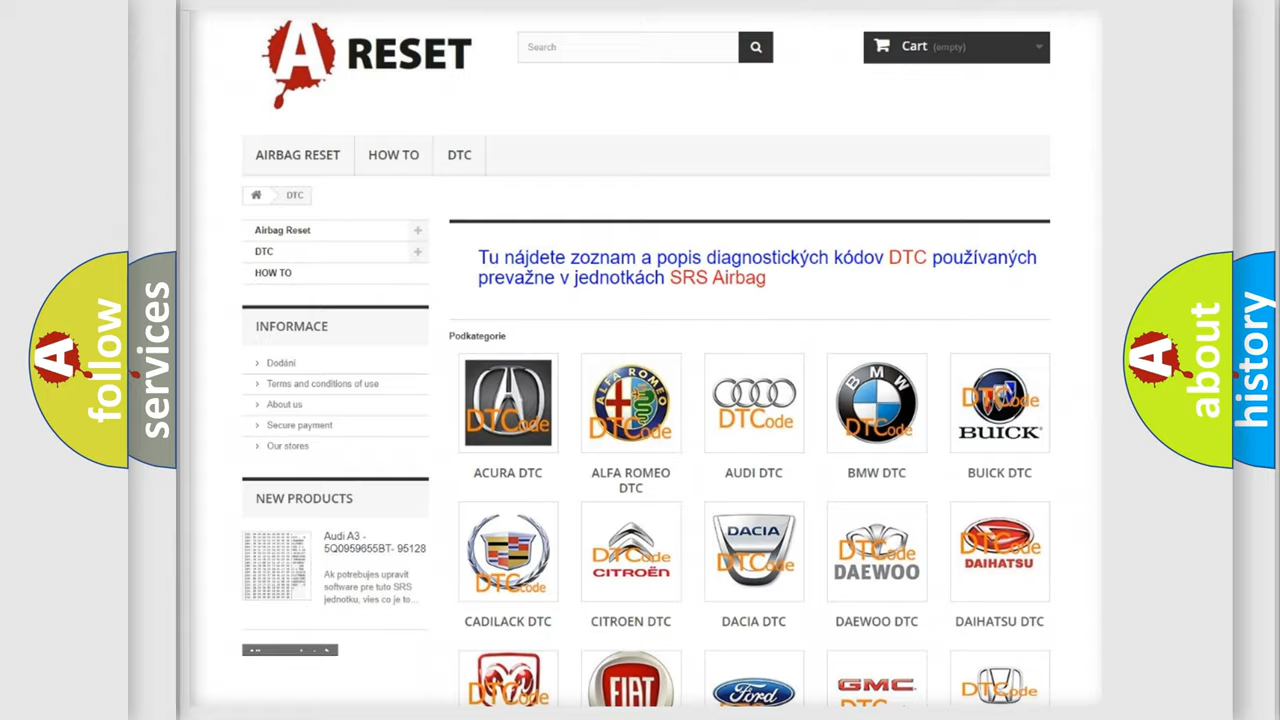 A RESET
Search
Cart (empty)
AIRBAG RESET
HOW TO
DTC
DTC
Airbag Reset
DTC
HOW TO
INFORMACE
Dodání
Terms and conditions of use
About us
Secure payment
Our stores
NEW PRODUCTS
Audi A3 -
5Q0959655BT- 95128
Ak potrebujes upravit
software pre tuto SRS
jednotku, vies co je to...
Tu nájdete zoznam a popis diagnostických kódov DTC používaných
prevažne v jednotkách SRS Airbag
Podkategorie
DTCode
ACURA DTC
ALFA ROMEO
DTCode
ALFA ROMEO
DTC
DTCode
AUDI DTC
BMW
DTCode
BMW DTC
DTCode
BUICK
BUICK DTC
DTCode
CADILACK DTC
DTCode
CITROËN
CITROEN DTC
DACIA
DTCode
DACIA DTC
DTCode
DAEWOO
DAEWOO DTC
DTCode
DAIHATSU
DAIHATSU DTC
DTCode
FIAT
Ford
DTCode
GMC
DTCode
A follow
services
A about
history